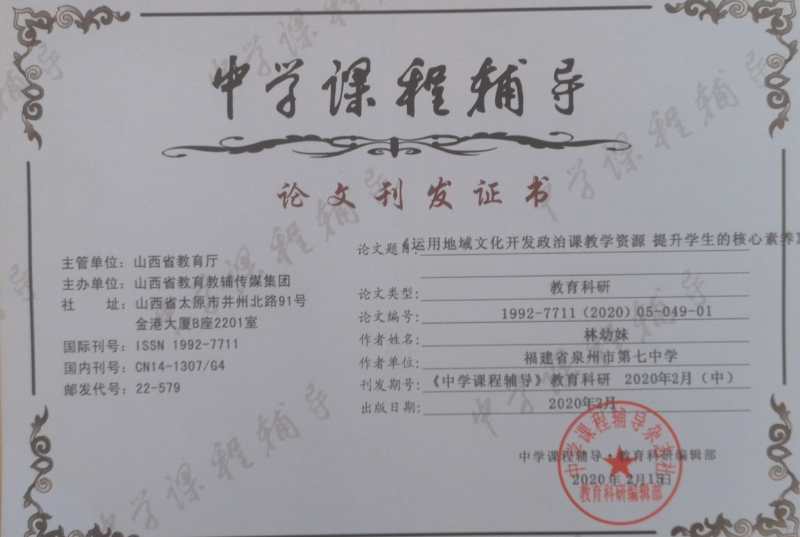 中学课程辅导
论文刊发证书
主管单位：山西省教育厅
主办单位：山西省教育教辅传媒集团
社 址：山西省太原市并州北路91号
金港大厦B座2201室
国际刊号：ISSN 1992-7711
国内刊号：CN14-1307/G4
邮发代号：22-579
论文题目：《运用地域文化开发政治课教学资源 提升学生的核心素养》
论文类型：教育科研
论文编号：1992-7711（2020）05-049-01
作者姓名：林幼妹
作者单位：福建省泉州市第七中学
刊发期号：《中学课程辅导》教育科研 2020年2月（中）
出版日期：2020年2月
中学课程辅导·教育科研编辑部
2020年2月15日
中学课程辅导杂志社
教育科研编辑部